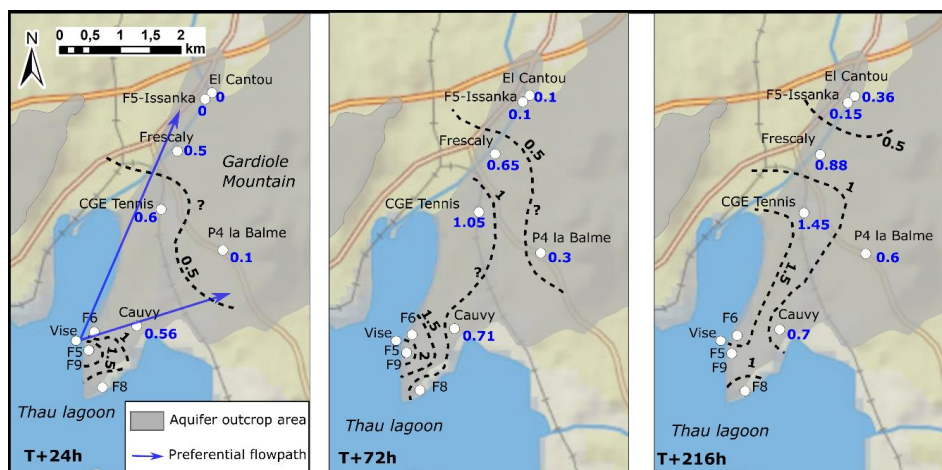 N
0 0,5 1 1,5 2
km
El Cantou
0
F5-Issanka
0
Frescaly
0.5
Gardiole
Mountain
CGE Tennis
0.6
?
P4 la Balme
0.1
0.5
F6
Cauvy
0.56
Vise
F5
F9
1
1.5
F8
Thau lagoon
T+24h
Aquifer outcrop area
Preferential flowpath
El Cantou
0.1
F5-Issanka
0.1
0.5
Frescaly
0.65
1
CGE Tennis
1.05
?
P4 la Balme
0.3
?
F6
1.5
Cauvy
0.71
Vise
F5
2
F9
F8
Thau lagoon
T+72h
El Cantou
0.36
F5-Issanka
0.15
0.5
Frescaly
0.88
1
CGE Tennis
1.45
P4 la Balme
0.6
1.5
F6
Cauvy
0.7
Vise
F5
F9
1
F8
Thau lagoon
T+216h